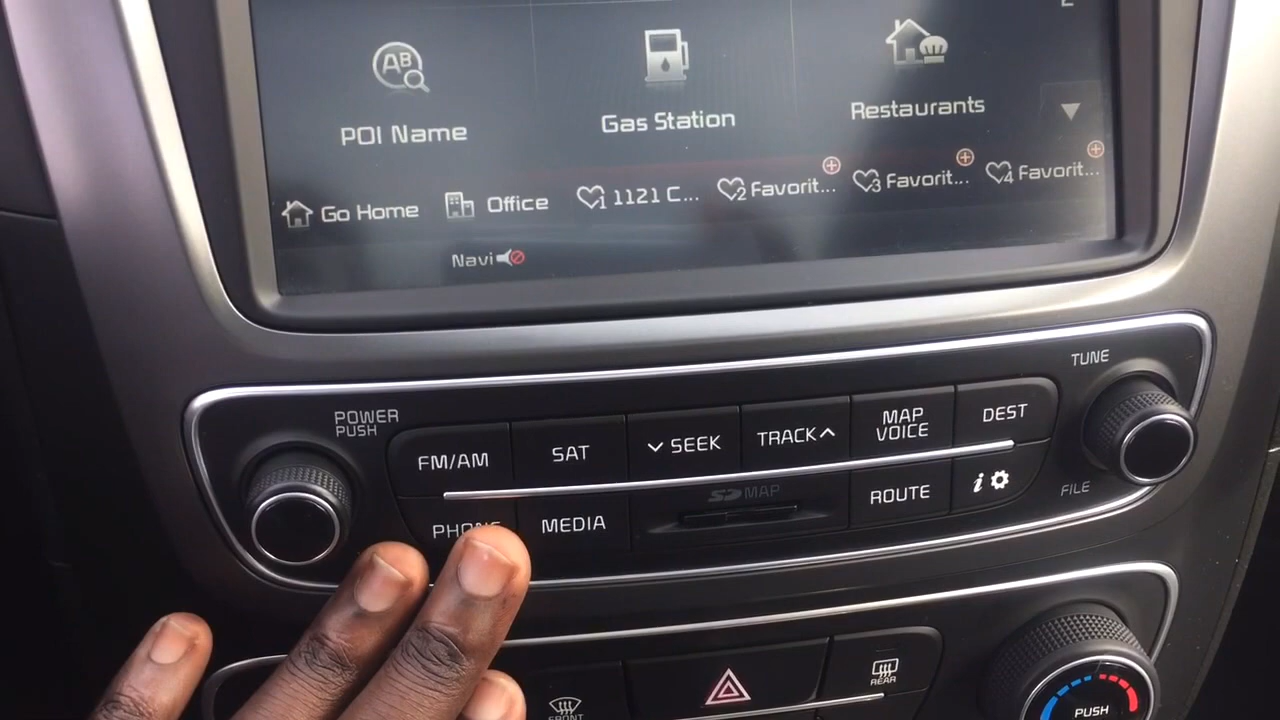 POI Name
Gas Station
Restaurants
Go Home
Office
1 1121 C...
2 Favorit...
3 Favorit...
4 Favorit...
Navi
POWER
PUSH
TUNE
FM/AM
SAT
SEEK
TRACK
MAP
VOICE
DEST
PHONE
MEDIA
SD MAP
ROUTE
i
FILE
FRONT
REAR
PUSH